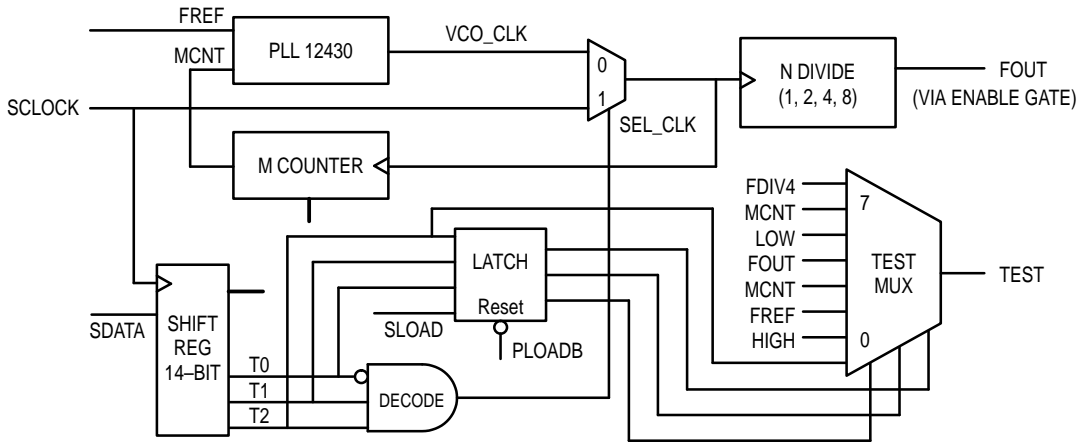 FREF
MCNT
PLL 12430
VCO_CLK
0
1
SEL_CLK
N DIVIDE
(1, 2, 4, 8)
FOUT
(VIA ENABLE GATE)
SCLOCK
M COUNTER
FDIV4
MCNT
LOW
FOUT
MCNT
FREF
HIGH
7
TEST
MUX
0
TEST
LATCH
Reset
SLOAD
PLOADB
SDATA
SHIFT
REG
14–BIT
T0
T1
T2
DECODE